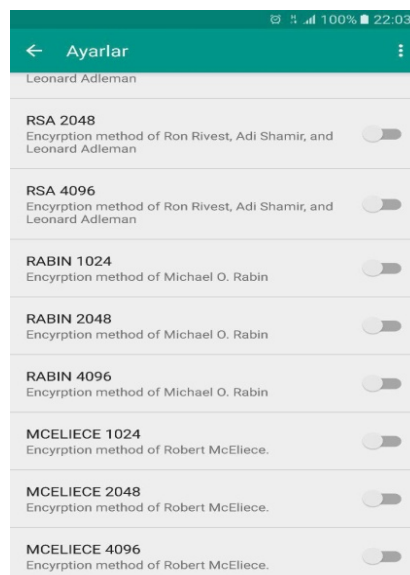 100% 22:03
Ayarlar
Leonard Adleman
RSA 2048
Encyrption method of Ron Rivest, Adi Shamir, and
Leonard Adleman
RSA 4096
Encyrption method of Ron Rivest, Adi Shamir, and
Leonard Adleman
RABIN 1024
Encyrption method of Michael O. Rabin
RABIN 2048
Encyrption method of Michael O. Rabin
RABIN 4096
Encyrption method of Michael O. Rabin
MCELIECE 1024
Encyrption method of Robert McEliece.
MCELIECE 2048
Encyrption method of Robert McEliece.
MCELIECE 4096
Encyrption method of Robert McEliece.